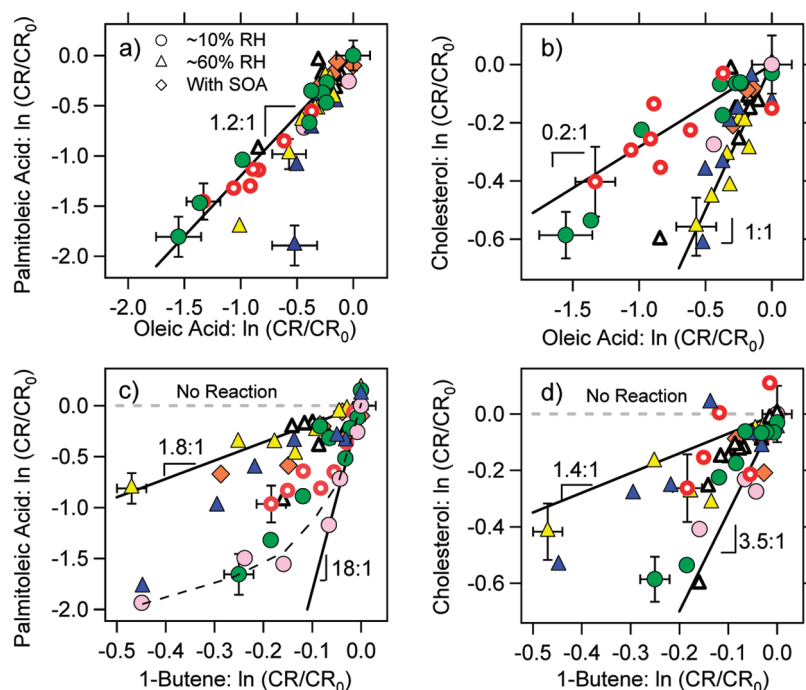 a)
○ ~10% RH
△ ~60% RH
◇ With SOA
1.2:1
0.0
-0.5
-1.0
-1.5
-2.0
Palmitoleic Acid: ln (CR/CR₀)
-2.0 -1.5 -1.0 -0.5 0.0
Oleic Acid: ln (CR/CR₀)
b)
0.2:1
1:1
0.0
-0.2
-0.4
-0.6
Cholesterol: ln (CR/CR₀)
-1.5 -1.0 -0.5 0.0
Oleic Acid: ln (CR/CR₀)
c)
No Reaction
1.8:1
18:1
0.0
-0.5
-1.0
-1.5
-2.0
Palmitoleic Acid: ln (CR/CR₀)
-0.5 -0.4 -0.3 -0.2 -0.1 0.0
1-Butene: ln (CR/CR₀)
d)
No Reaction
1.4:1
3.5:1
0.0
-0.2
-0.4
-0.6
Cholesterol: ln (CR/CR₀)
-0.5 -0.4 -0.3 -0.2 -0.1 0.0
1-Butene: ln (CR/CR₀)